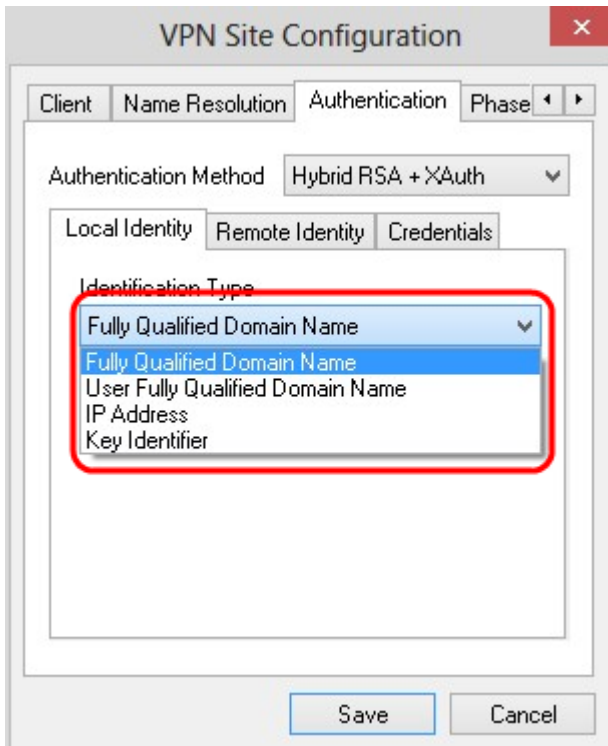 VPN Site Configuration
Client Name Resolution Authentication Phase
Authentication Method Hybrid RSA + XAuth
Local Identity Remote Identity Credentials
Identification Type
Fully Qualified Domain Name
Fully Qualified Domain Name
User Fully Qualified Domain Name
IP Address
Key Identifier
Save Cancel